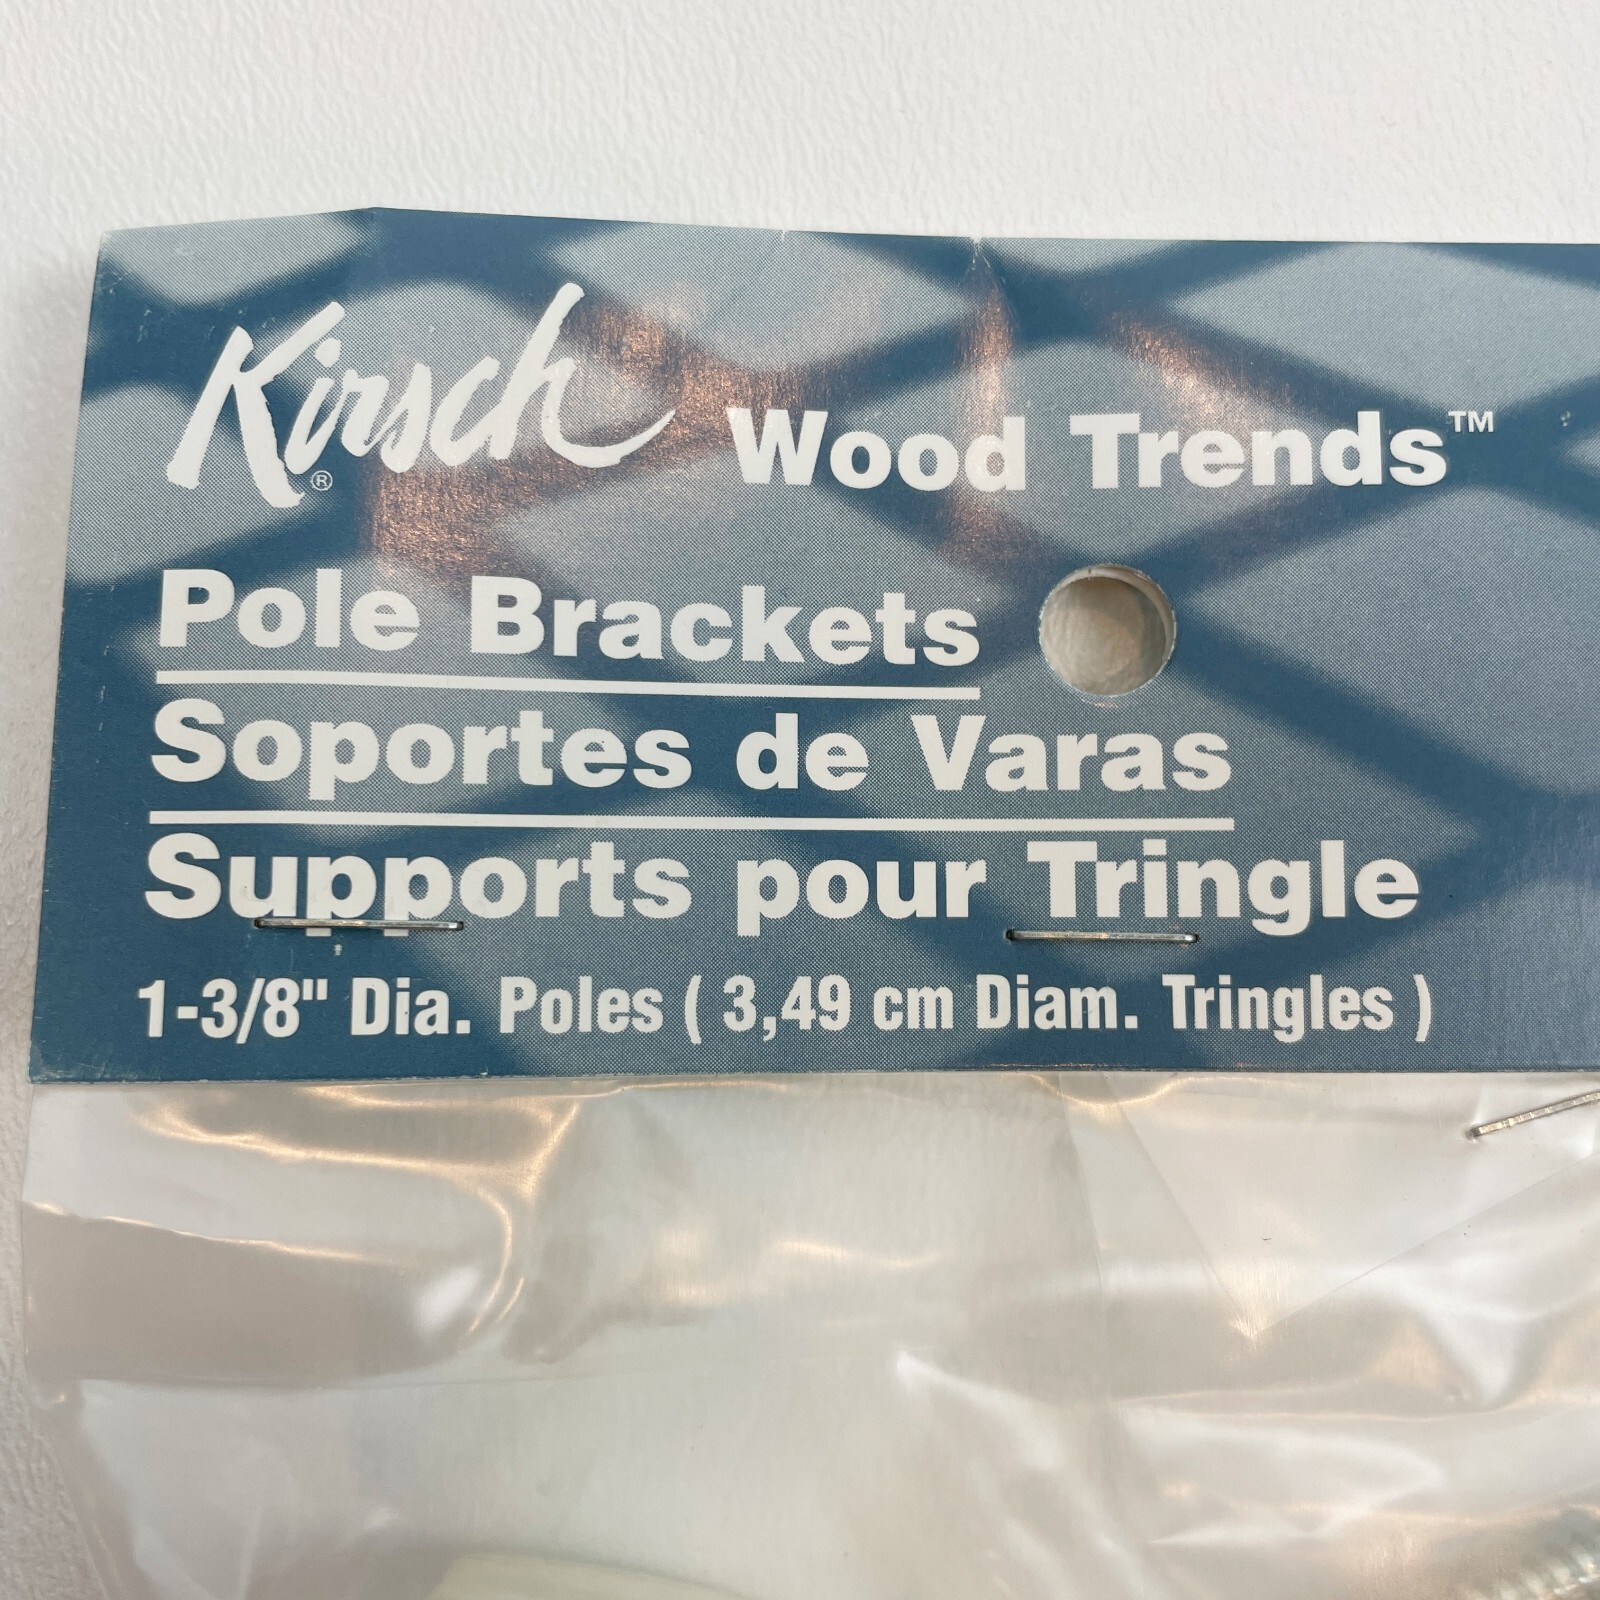 Kirsch® Wood Trends™
Pole Brackets
Soportes de Varas
Supports pour Tringle
1-3/8" Dia. Poles ( 3,49 cm Diam. Tringles )